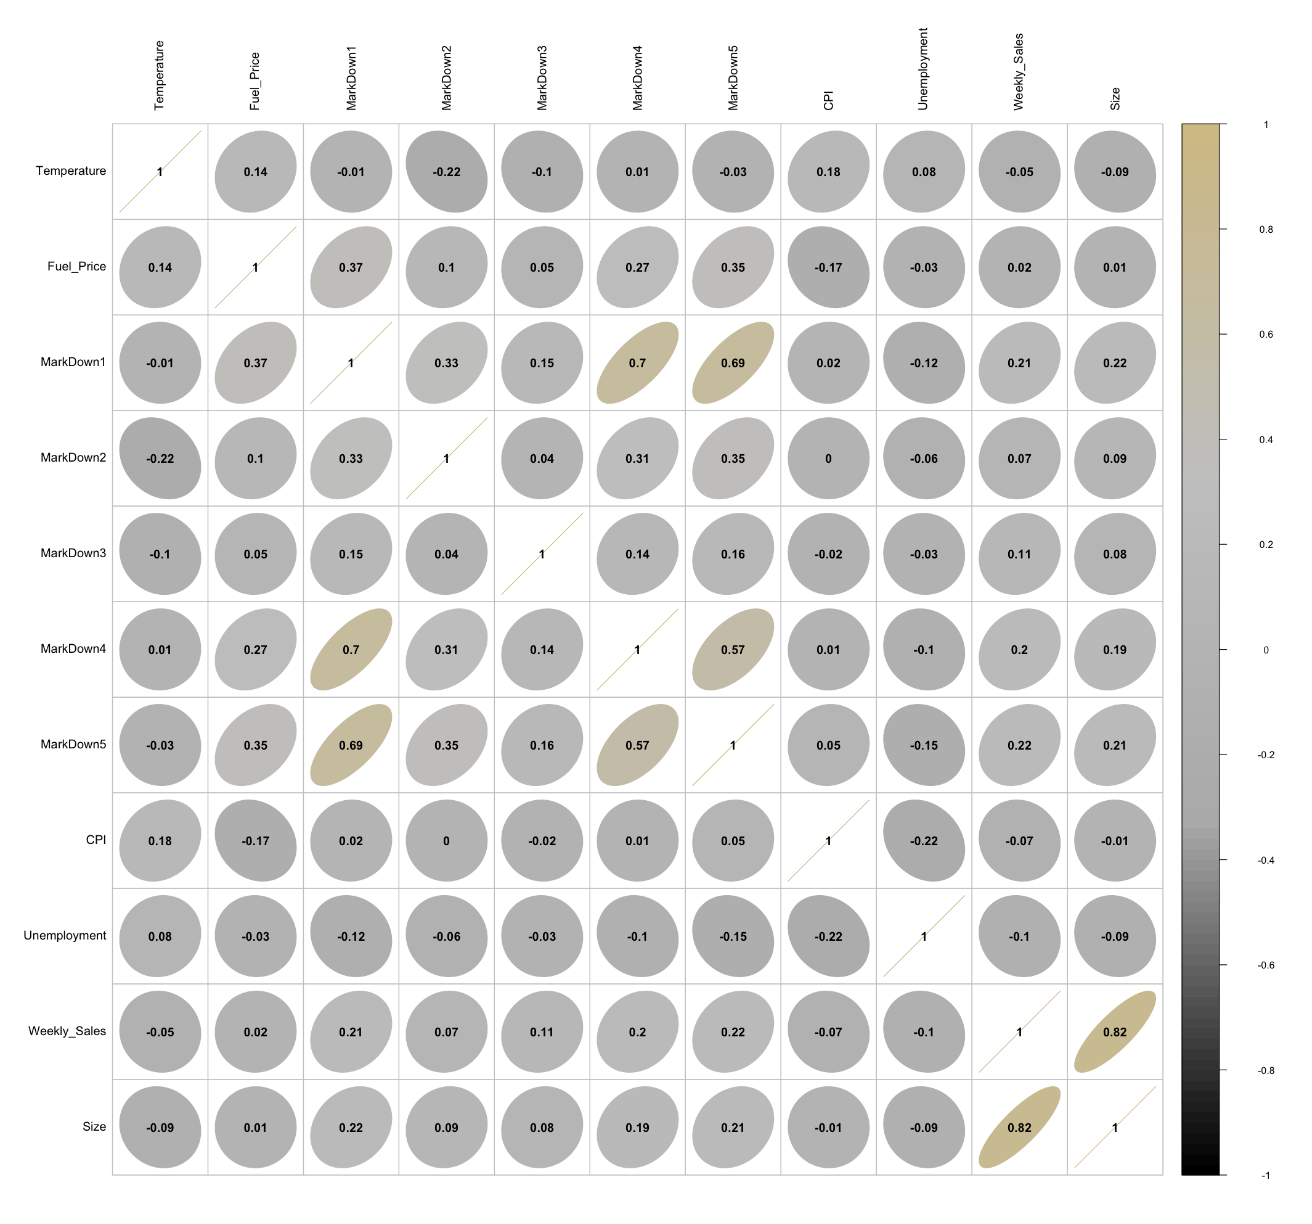 Temperature Fuel_Price MarkDown1 MarkDown2 MarkDown3 MarkDown4 MarkDown5 CPI Unemployment Weekly_Sales Size
Temperature 1 0.14 -0.01 -0.22 -0.1 0.01 -0.03 0.18 0.08 -0.05 -0.09
Fuel_Price 0.14 1 0.37 0.1 0.05 0.27 0.35 -0.17 -0.03 0.02 0.01
MarkDown1 -0.01 0.37 1 0.33 0.15 0.7 0.69 0.02 -0.12 0.21 0.22
MarkDown2 -0.22 0.1 0.33 1 0.04 0.31 0.35 0 -0.06 0.07 0.09
MarkDown3 -0.1 0.05 0.15 0.04 1 0.14 0.16 -0.02 -0.03 0.11 0.08
MarkDown4 0.01 0.27 0.7 0.31 0.14 1 0.57 0.01 -0.1 0.2 0.19
MarkDown5 -0.03 0.35 0.69 0.35 0.16 0.57 1 0.05 -0.15 0.22 0.21
CPI 0.18 -0.17 0.02 0 -0.02 0.01 0.05 1 -0.22 -0.07 -0.01
Unemployment 0.08 -0.03 -0.12 -0.06 -0.03 -0.1 -0.15 -0.22 1 -0.1 -0.09
Weekly_Sales -0.05 0.02 0.21 0.07 0.11 0.2 0.22 -0.07 -0.1 1 0.82
Size -0.09 0.01 0.22 0.09 0.08 0.19 0.21 -0.01 -0.09 0.82 1
1
0.8
0.6
0.4
0.2
0
-0.2
-0.4
-0.6
-0.8
-1